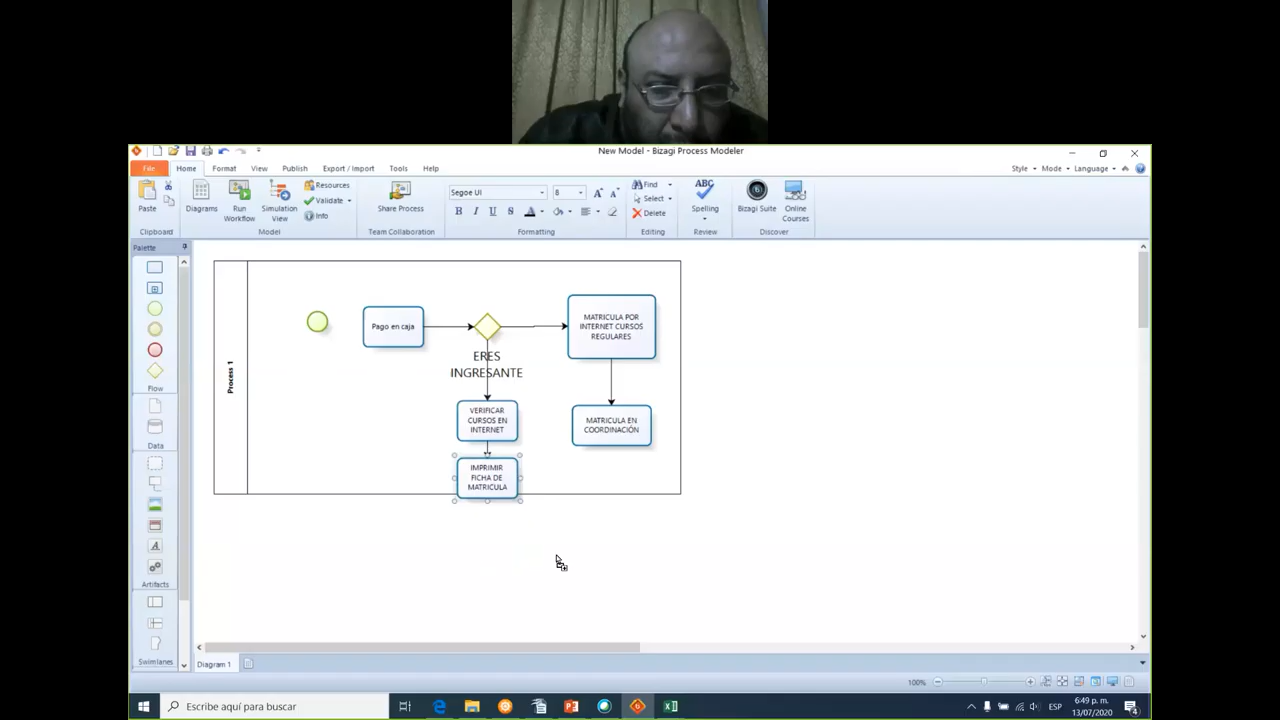 New Model - Bizagi Process Modeler
File Home Format View Publish Export / Import Tools Help
Style Mode Language
Paste
Clipboard
Diagrams
Run
Workflow
Simulation
View
Resources
Validate
Info
Model
Share Process
Team Collaboration
Segoe UI 8
B I U S A
Formatting
Find
Select
Delete
Editing
ABC
Spelling
Review
Bizagi Suite
Online
Courses
Discover
Palette
Flow
Data
A
Artifacts
Swimlanes
Process 1
Pago en caja
ERES
INGRESANTE
MATRICULA POR
INTERNET CURSOS
REGULARES
VERIFICAR
CURSOS EN
INTERNET
MATRICULA EN
COORDINACIÓN
IMPRIMIR
FICHA DE
MATRICULA
Diagram 1
100%
Escribe aquí para buscar
ESP
6:49 p. m.
13/07/2020
4